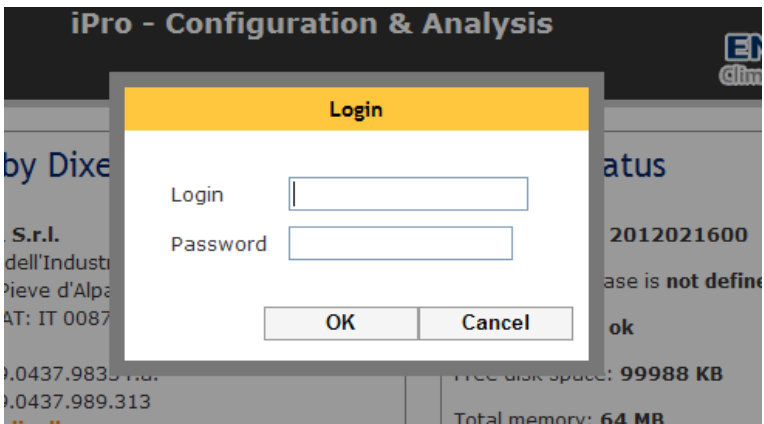 iPro - Configuration & Analysis
Login
by Dixe
atus
Login
Password
S.r.l.
2012021600
dell'Industr
ase is not define
Pieve d'Alpa
AT: IT 0087
OK
Cancel
ok
Free disk space: 99988 KB
.0437.989.313
Total memory: 64 MB